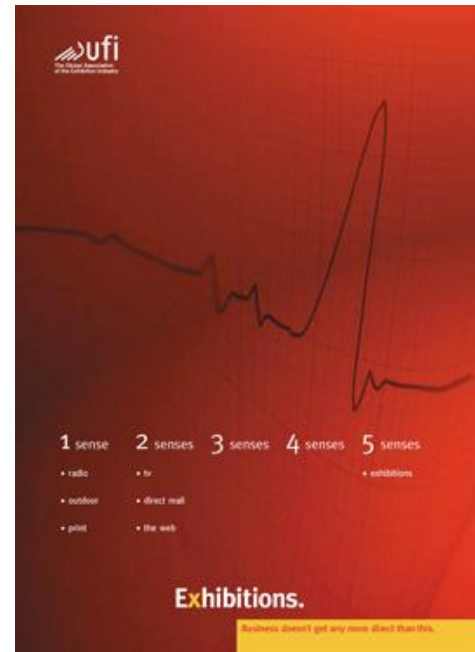 ufi
The Global Association
of the Exhibition Industry
1 sense
• radio
• outdoor
• print
2 senses
• tv
• direct mail
• the web
3 senses
4 senses
5 senses
• exhibitions
Exhibitions.
Business doesn't get any more direct than this.